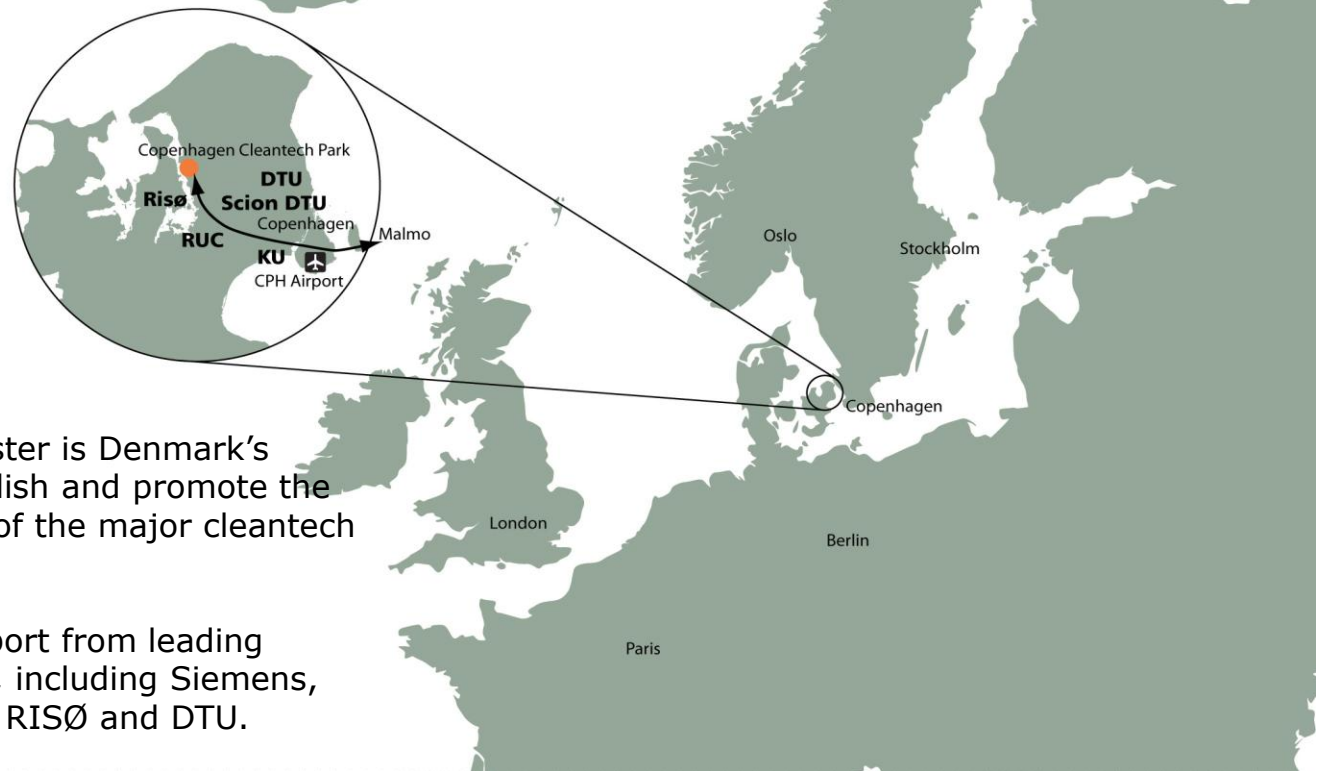 Copenhagen Cleantech Park
DTU
Risø
Scion DTU
Copenhagen
RUC
Malmo
KU
CPH Airport
Oslo
Stockholm
Copenhagen
ster is Denmark’s
lish and promote the
of the major cleantech
London
Berlin
port from leading
, including Siemens,
RISØ and DTU.
Paris